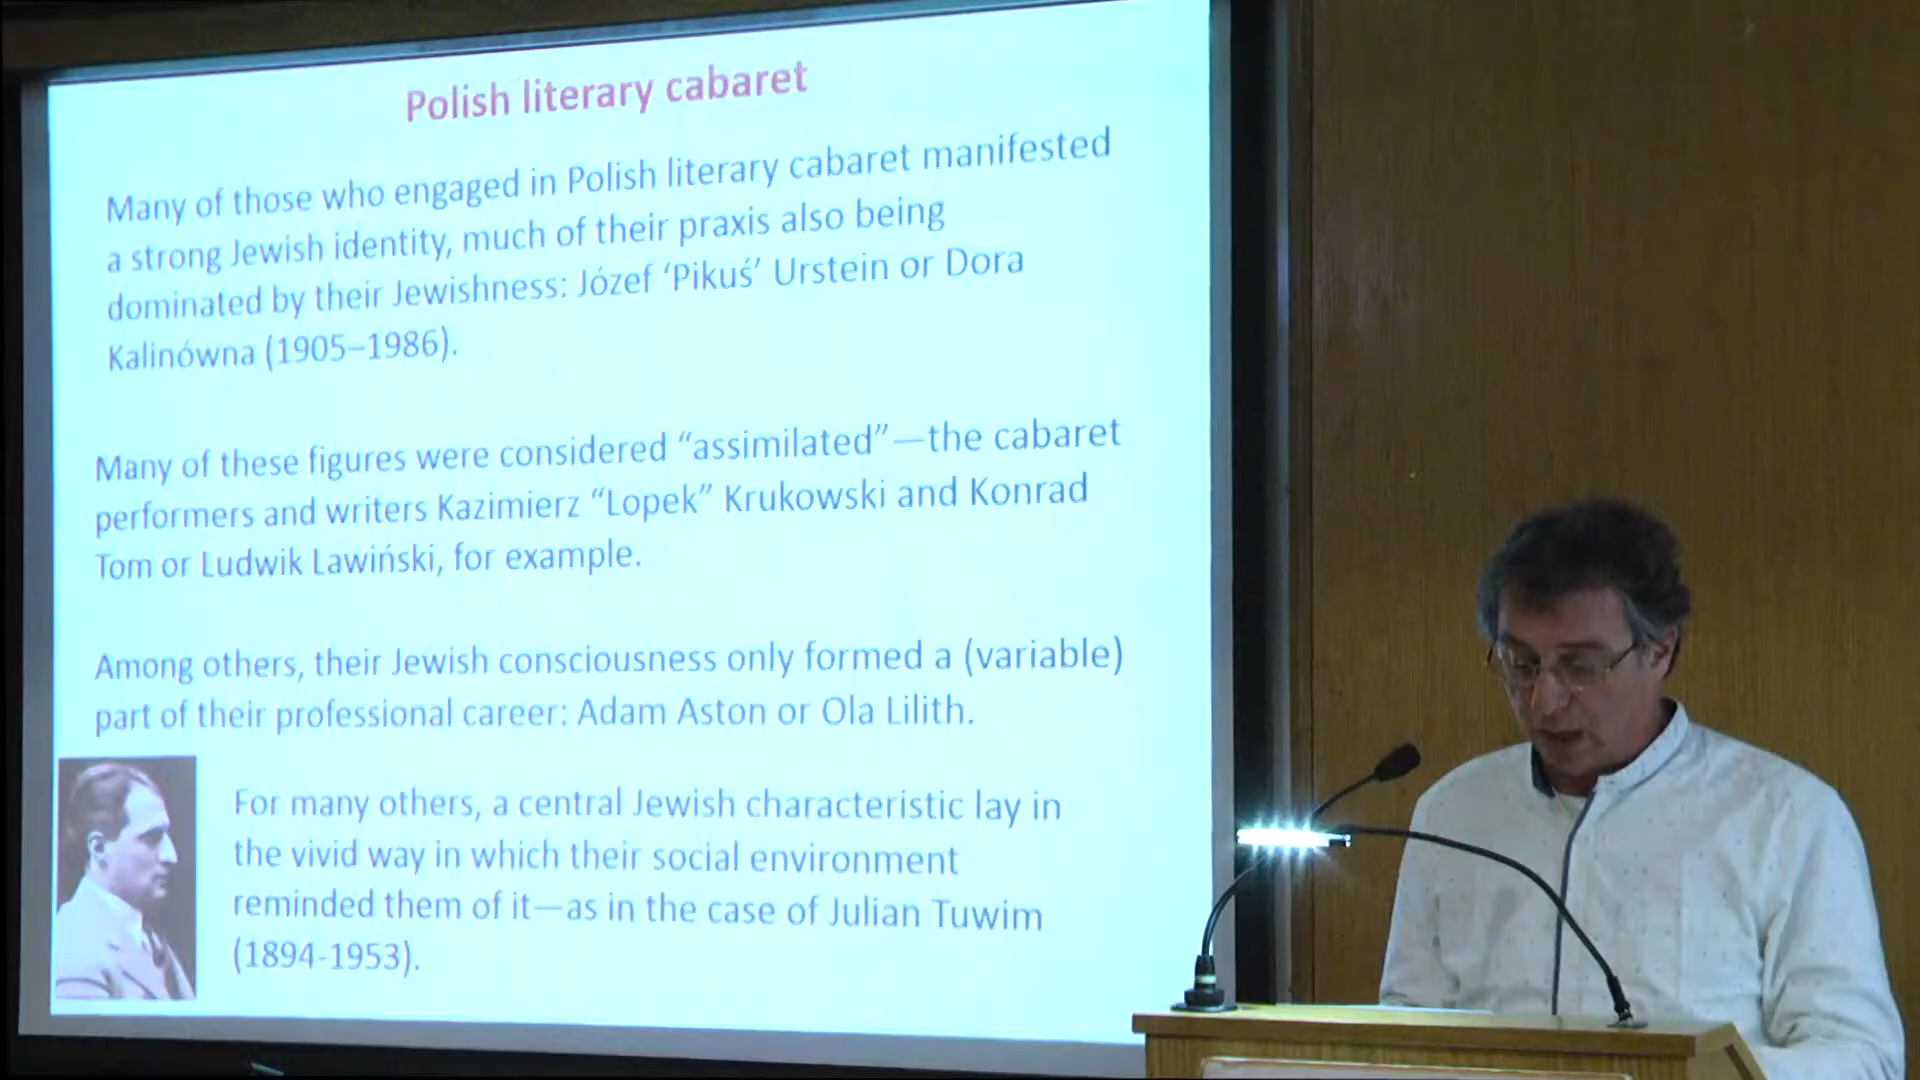 Polish literary cabaret
Many of those who engaged in Polish literary cabaret manifested
a strong Jewish identity, much of their praxis also being
dominated by their Jewishness: Józef ‘Pikuś’ Urstein or Dora
Kalinówna (1905–1986).
Many of these figures were considered “assimilated”—the cabaret
performers and writers Kazimierz “Lopek” Krukowski and Konrad
Tom or Ludwik Lawiński, for example.
Among others, their Jewish consciousness only formed a (variable)
part of their professional career: Adam Aston or Ola Lilith.
For many others, a central Jewish characteristic lay in
the vivid way in which their social environment
reminded them of it—as in the case of Julian Tuwim
(1894-1953).